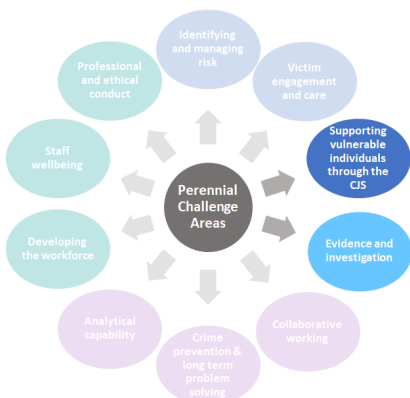 Identifying
and managing
risk
Victim
engagement
and care
Supporting
vulnerable
individuals
through the
CJS
Evidence and
investigation
Collaborative
working
Crime
prevention &
long term
problem
solving
Analytical
capability
Developing
the workforce
Staff
wellbeing
Professional
and ethical
conduct
Perennial
Challenge
Areas